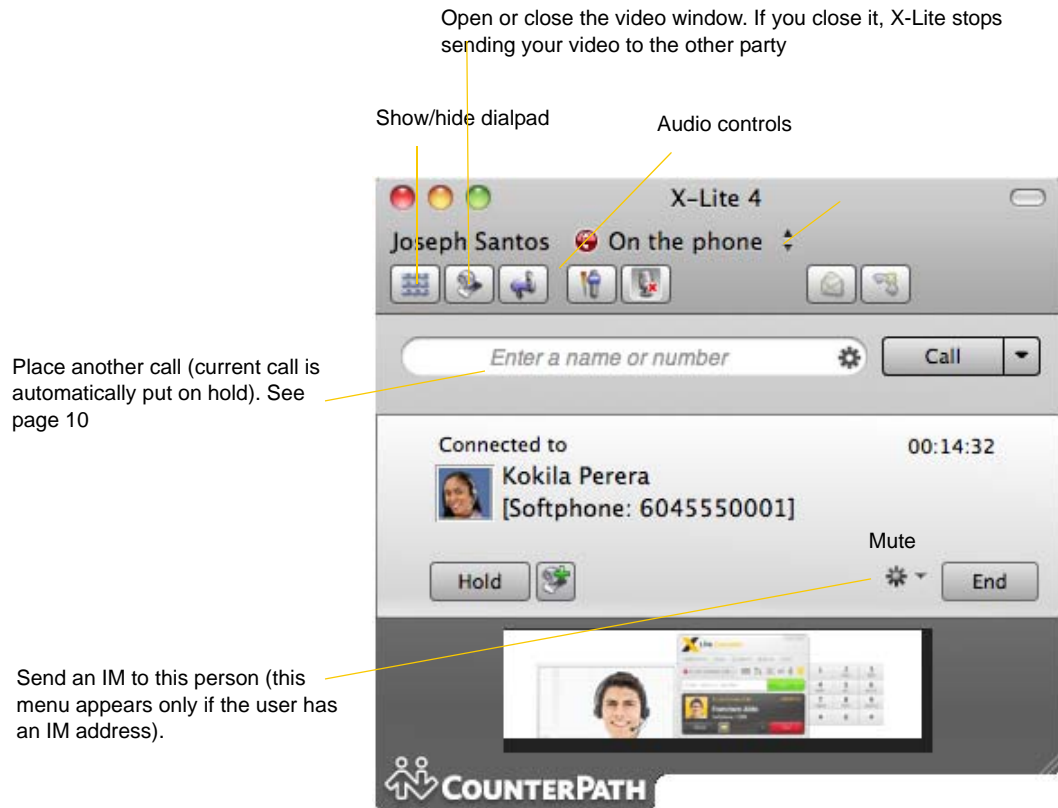 Open or close the video window. If you close it, X-Lite stops
sending your video to the other party
Show/hide dialpad
Audio controls
X-Lite 4
Joseph Santos
On the phone
Enter a name or number
Call
Place another call (current call is
automatically put on hold). See
page 10
Connected to
00:14:32
Kokila Perera
[Softphone: 6045550001]
Mute
Hold
End
Send an IM to this person (this
menu appears only if the user has
an IM address).
COUNTERPATH